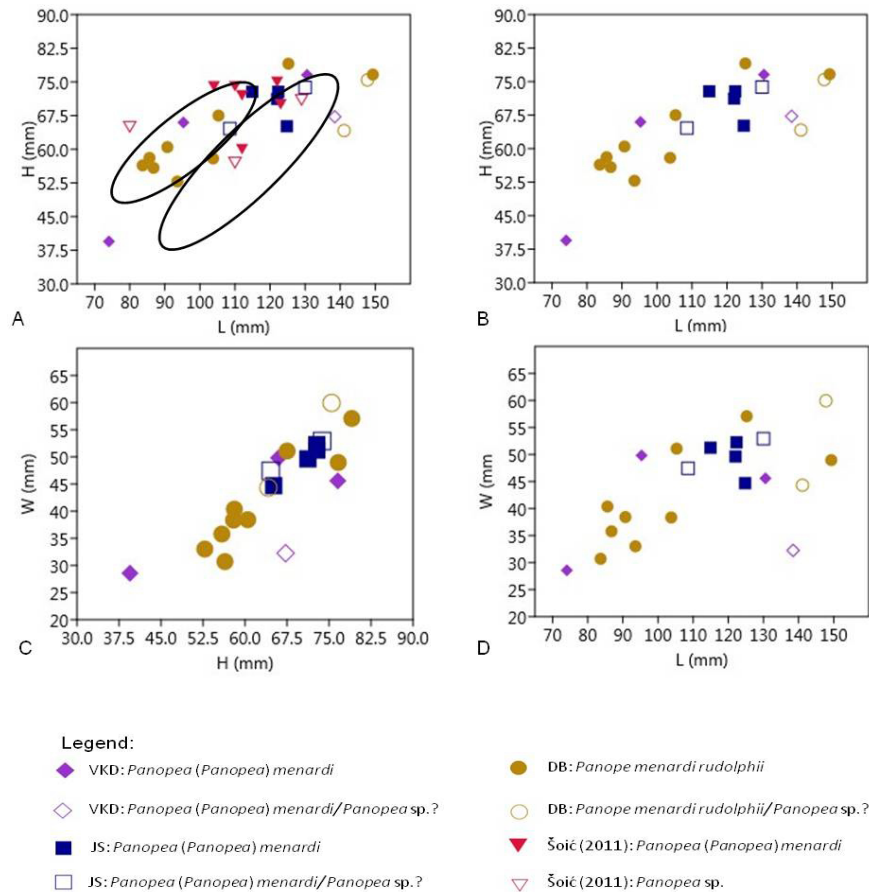 90.0
82.5
75.0
67.5
60.0
52.5
45.0
37.5
30.0
H (mm)
70 80 90 100 110 120 130 140 150
L (mm)
A
90.0
82.5
75.0
67.5
60.0
52.5
45.0
37.5
30.0
H (mm)
70 80 90 100 110 120 130 140 150
L (mm)
B
65
60
55
50
45
40
35
30
25
20
W (mm)
30.0 37.5 45.0 52.5 60.0 67.5 75.0 82.5 90.0
H (mm)
C
65
60
55
50
45
40
35
30
25
20
W (mm)
70 80 90 100 110 120 130 140 150
L (mm)
D
Legend:
VKD: Panopea (Panopea) menardi
VKD: Panopea (Panopea) menardi/Panopea sp.?
JS: Panopea (Panopea) menardi
JS: Panopea (Panopea) menardi/Panopea sp.?
DB: Panope menardi rudolphii
DB: Panope menardi rudolphii/Panopea sp.?
Šoić (2011): Panopea (Panopea) menardi
Šoić (2011): Panopea sp.